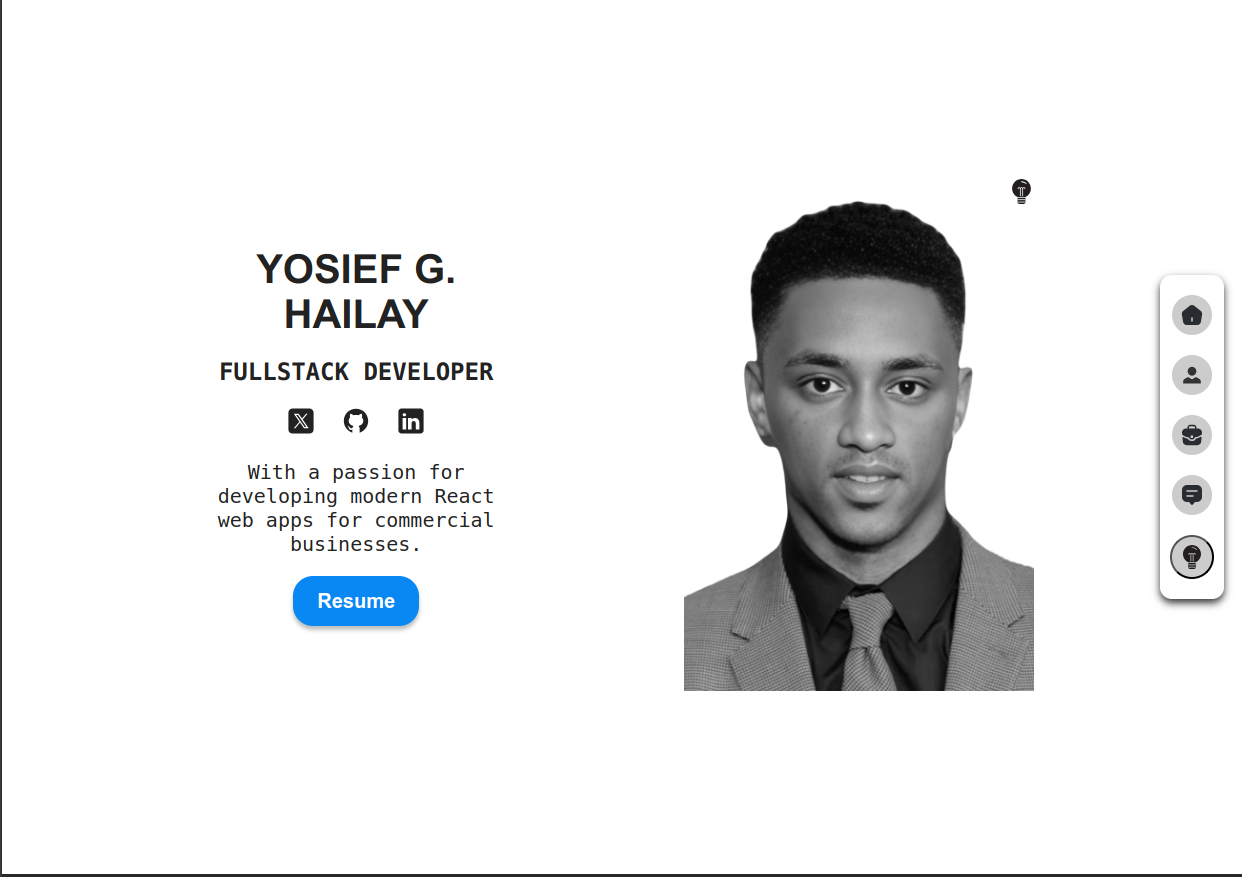 YOSIEF G.
HAILAY
FULLSTACK DEVELOPER
With a passion for
developing modern React
web apps for commercial
businesses.
Resume